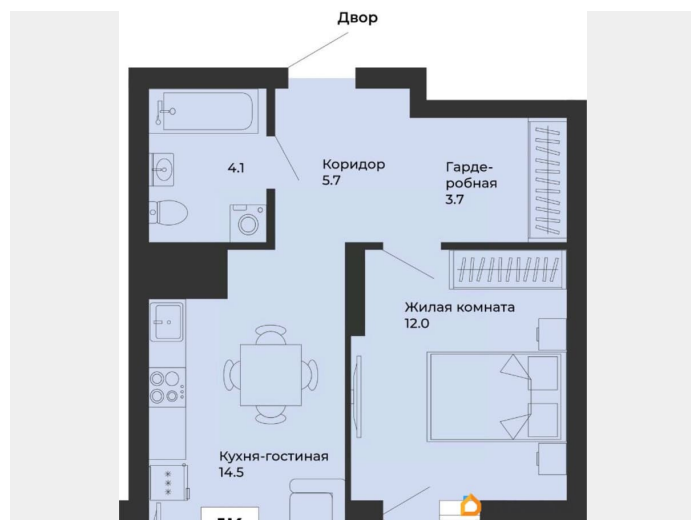 Двор
4.1
Коридор
5.7
Гарде-
робная
3.7
Жилая комната
12.0
Кухня-гостиная
14.5